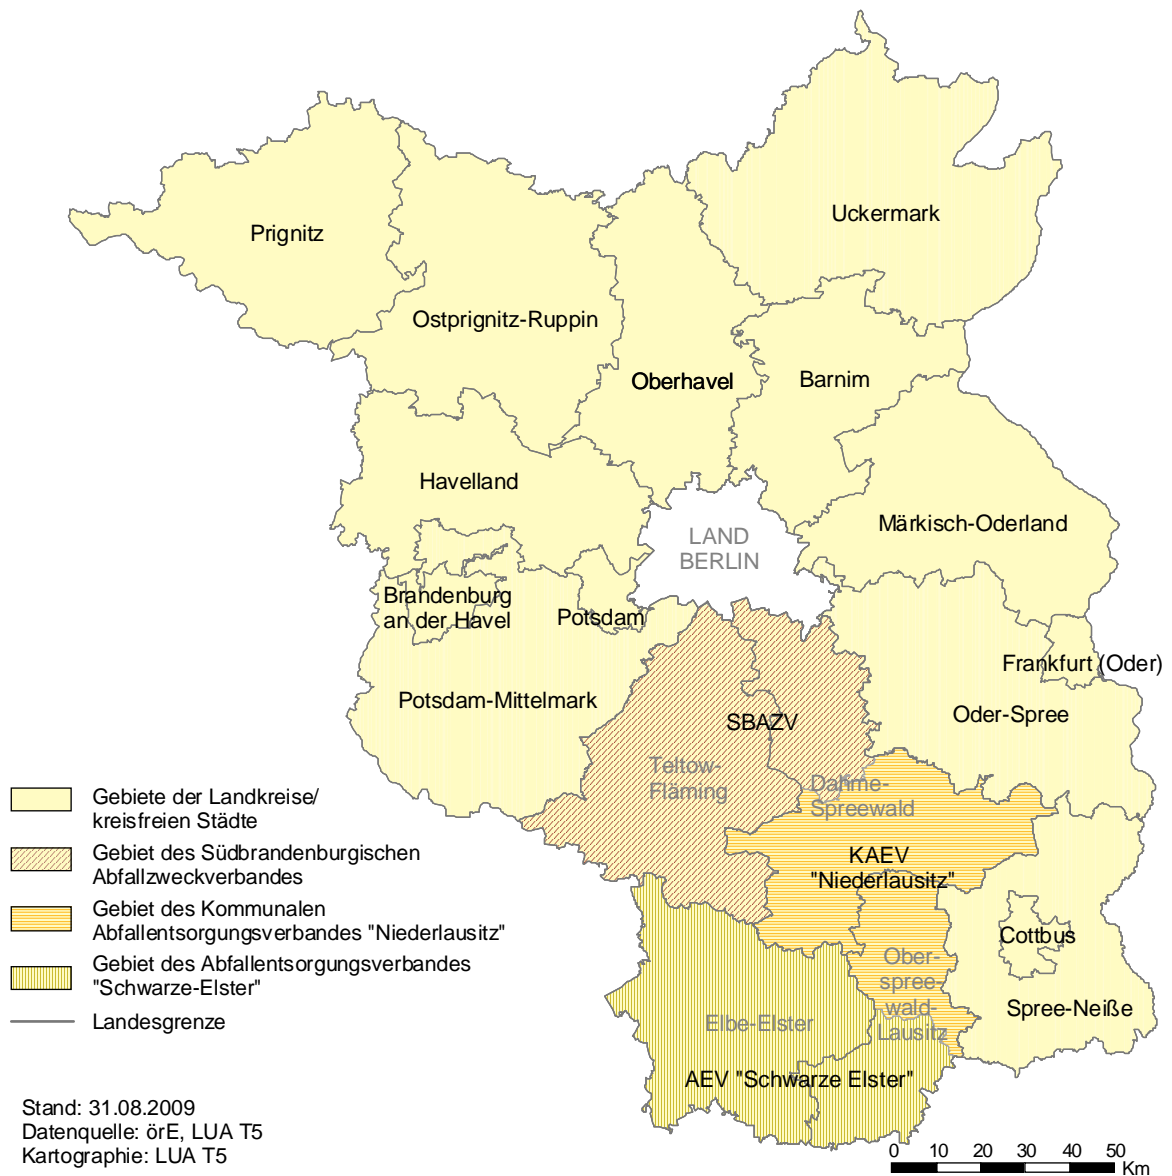 Uckermark
Prignitz
Ostprignitz-Ruppin
Oberhavel
Barnim
Havelland
Märkisch-Oderland
LAND
BERLIN
Brandenburg
an der Havel
Potsdam
Frankfurt (Oder)
Potsdam-Mittelmark
Oder-Spree
SBAZV
Teltow-
Fläming
Dahme-
Spreewald
KAEV
"Niederlausitz"
Cottbus
Ober-
spree-
wald-
Lausitz
Spree-Neiße
Elbe-Elster
AEV "Schwarze Elster"
Gebiete der Landkreise/
kreisfreien Städte
Gebiet des Südbrandenburgischen
Abfallzweckverbandes
Gebiet des Kommunalen
Abfallentsorgungsverbandes "Niederlausitz"
Gebiet des Abfallentsorgungsverbandes
"Schwarze-Elster"
Landesgrenze
Stand: 31.08.2009
Datenquelle: örE, LUA T5
Kartographie: LUA T5
0 10 20 30 40 50
Km